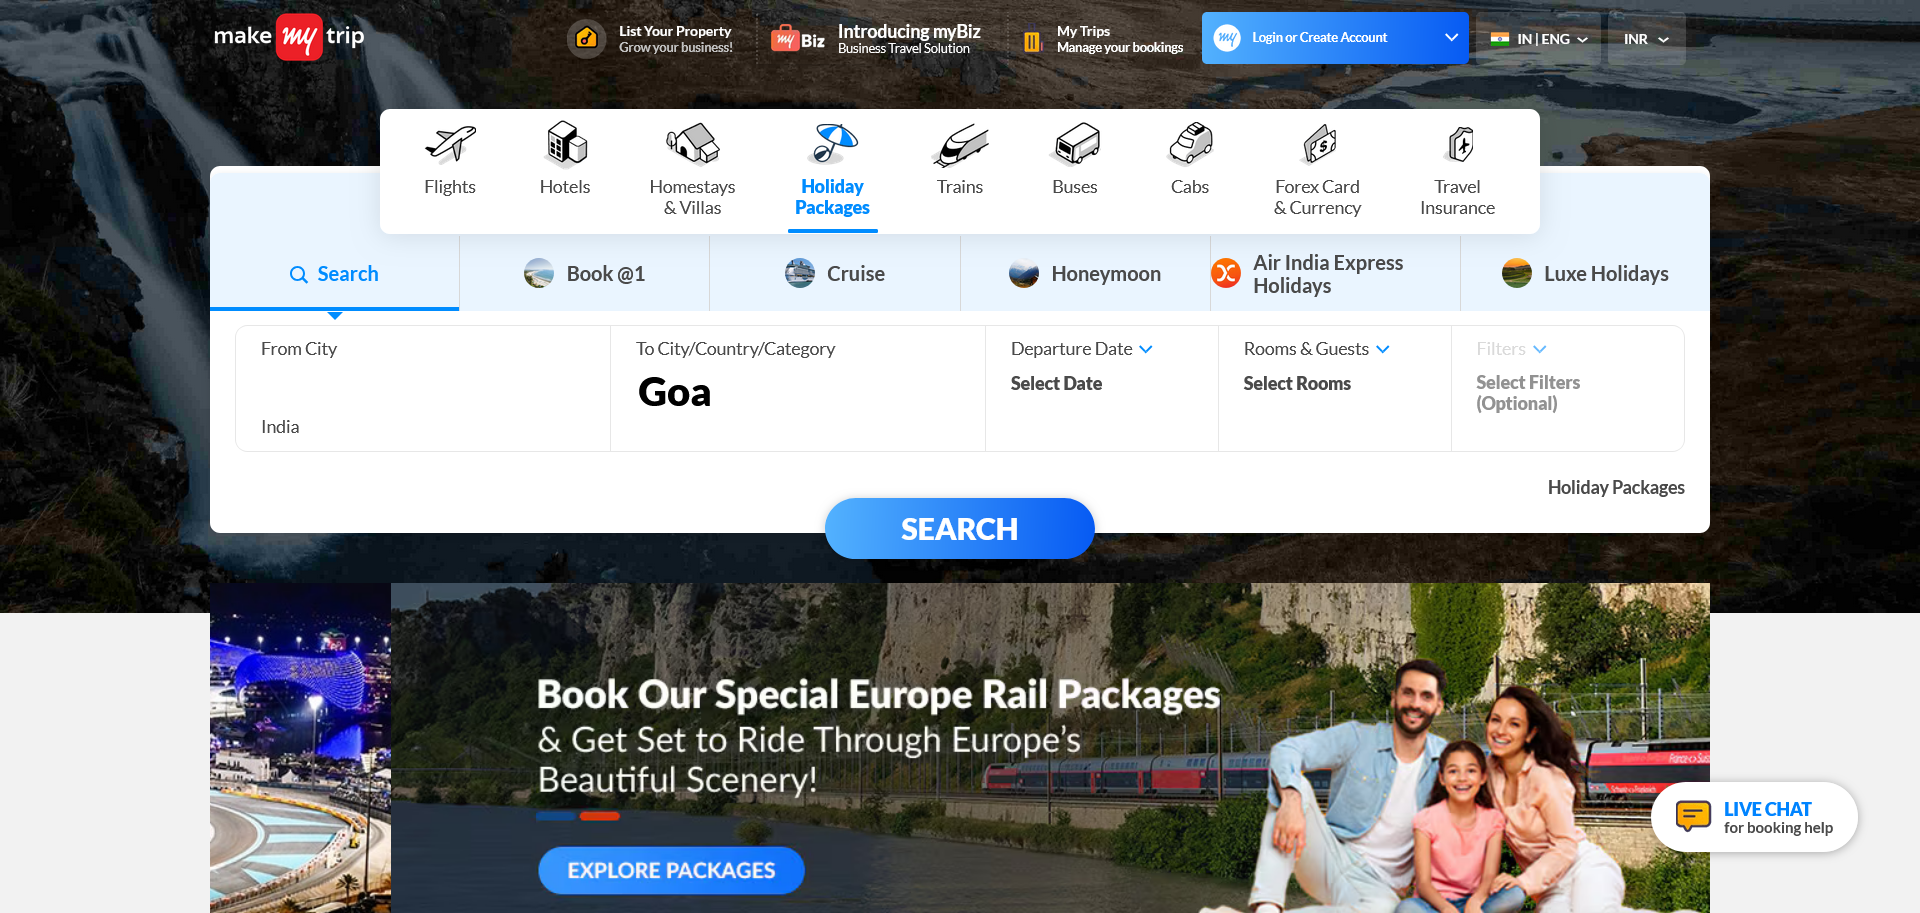 make my trip
List Your Property
Grow your business!
my Biz
Introducing myBiz
Business Travel Solution
My Trips
Manage your bookings
my
Login or Create Account
IN | ENG
INR
Flights
Hotels
Homestays
& Villas
Holiday
Packages
Trains
Buses
Cabs
Forex Card
& Currency
Travel
Insurance
Search
Book @1
Cruise
Honeymoon
Air India Express
Holidays
Luxe Holidays
From City
India
To City/Country/Category
Goa
Departure Date
Select Date
Rooms & Guests
Select Rooms
Filters
Select Filters
(Optional)
Holiday Packages
SEARCH
Book Our Special Europe Rail Packages
& Get Set to Ride Through Europe's
Beautiful Scenery!
EXPLORE PACKAGES
LIVE CHAT
for booking help